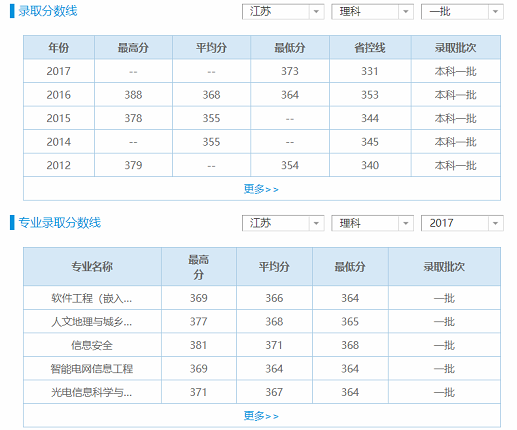 录取分数线 江苏 理科 一批
年份 最高分 平均分 最低分 省控线 录取批次
2017 -- -- 373 331 本科一批
2016 388 368 364 353 本科一批
2015 378 355 -- 344 本科一批
2014 -- 355 -- 345 本科一批
2012 379 -- 354 340 本科一批
更多>>
专业录取分数线 江苏 理科 2017
专业名称 最高分 平均分 最低分 录取批次
软件工程（嵌入... 369 366 364 一批
人文地理与城乡... 377 368 365 一批
信息安全 381 371 368 一批
智能电网信息工程 369 364 364 一批
光电信息科学与... 371 367 364 一批
更多>>